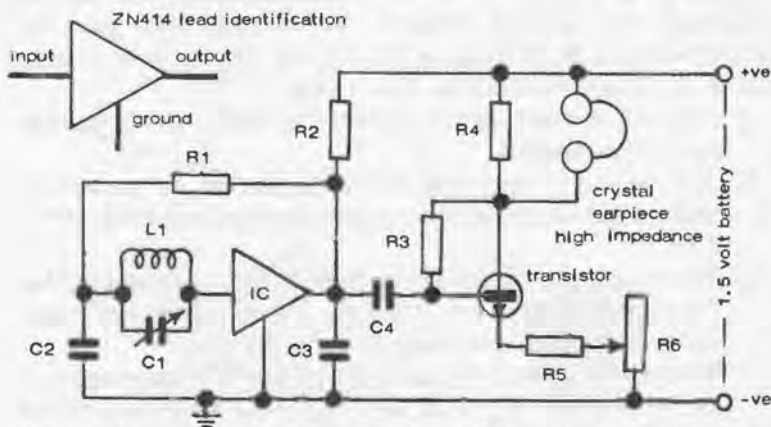 ZN414 lead identification
input
output
ground
+ve
R2
R4
R1
crystal
earpiece
high impedance
1.5 volt battery
L1
R3
transistor
IC
C4
C2
C1
C3
R5
R6
-ve